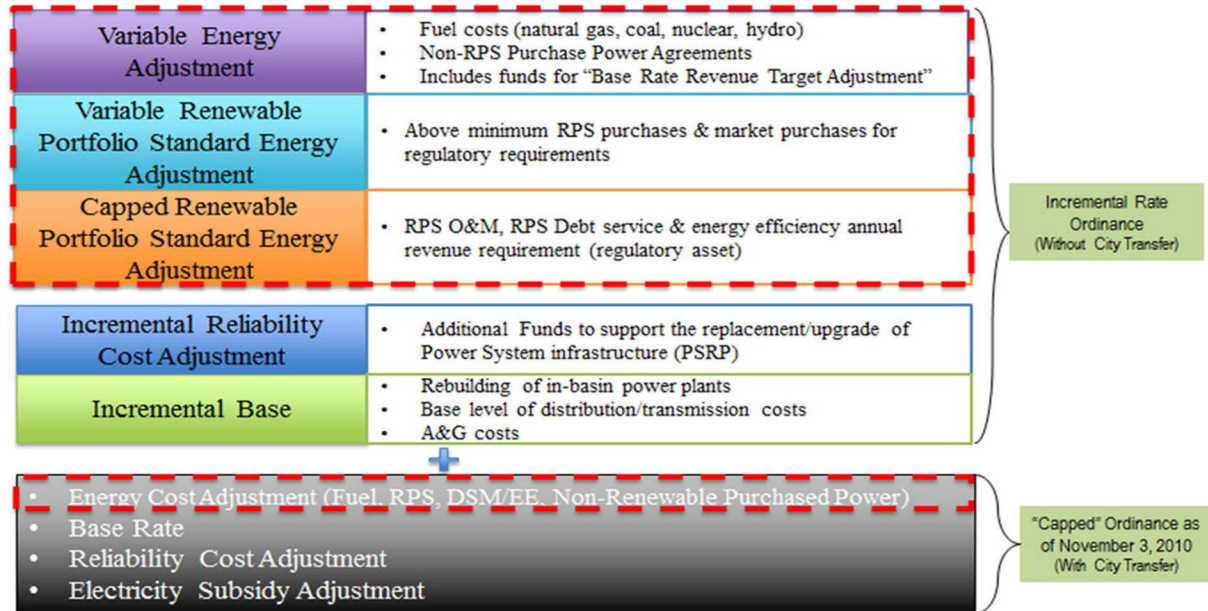 Variable Energy
Adjustment
• Fuel costs (natural gas, coal, nuclear, hydro)
• Non-RPS Purchase Power Agreements
• Includes funds for “Base Rate Revenue Target Adjustment”
Variable Renewable
Portfolio Standard Energy
Adjustment
• Above minimum RPS purchases & market purchases for
regulatory requirements
Capped Renewable
Portfolio Standard Energy
Adjustment
• RPS O&M, RPS Debt service & energy efficiency annual
revenue requirement (regulatory asset)
Incremental Rate
Ordinance
(Without City Transfer)
Incremental Reliability
Cost Adjustment
• Additional Funds to support the replacement/upgrade of
Power System infrastructure (PSRP)
Incremental Base
• Rebuilding of in-basin power plants
• Base level of distribution/transmission costs
• A&G costs
+
• Energy Cost Adjustment (Fuel, RPS, DSM/EE, Non-Renewable Purchased Power)
• Base Rate
• Reliability Cost Adjustment
• Electricity Subsidy Adjustment
“Capped” Ordinance as
of November 3, 2010
(With City Transfer)